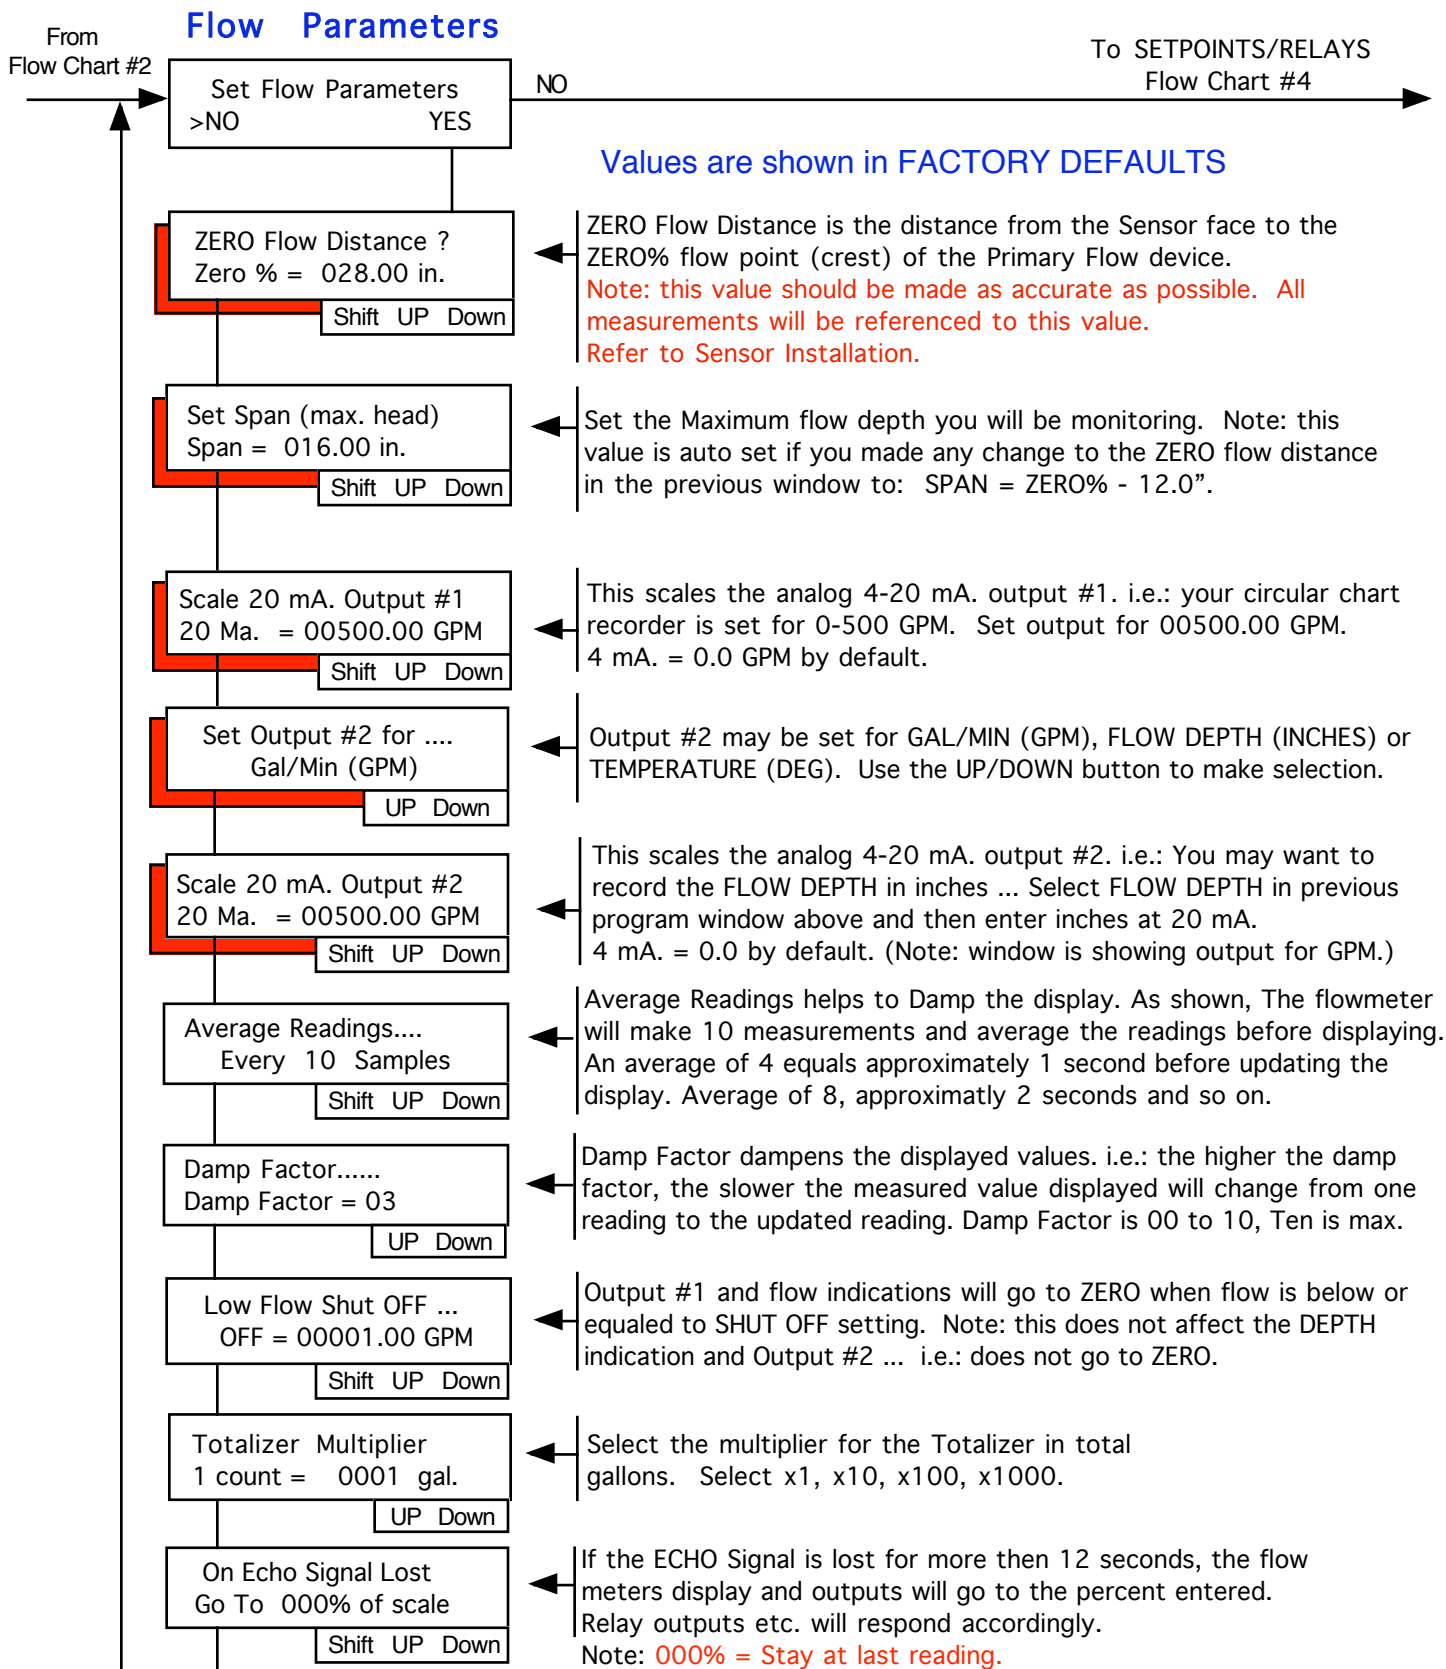 Flow Parameters
From
Flow Chart #2
To SETPOINTS/RELAYS
Flow Chart #4
Set Flow Parameters
>NO YES
NO
Values are shown in FACTORY DEFAULTS
ZERO Flow Distance ?
Zero % = 028.00 in.
Shift UP Down
ZERO Flow Distance is the distance from the Sensor face to the
ZERO% flow point (crest) of the Primary Flow device.
Note: this value should be made as accurate as possible. All
measurements will be referenced to this value.
Refer to Sensor Installation.
Set Span (max. head)
Span = 016.00 in.
Shift UP Down
Set the Maximum flow depth you will be monitoring. Note: this
value is auto set if you made any change to the ZERO flow distance
in the previous window to: SPAN = ZERO% - 12.0”.
Scale 20 mA. Output #1
20 Ma. = 00500.00 GPM
Shift UP Down
This scales the analog 4-20 mA. output #1. i.e.: your circular chart
recorder is set for 0-500 GPM. Set output for 00500.00 GPM.
4 mA. = 0.0 GPM by default.
Set Output #2 for ....
Gal/Min (GPM)
UP Down
Output #2 may be set for GAL/MIN (GPM), FLOW DEPTH (INCHES) or
TEMPERATURE (DEG). Use the UP/DOWN button to make selection.
Scale 20 mA. Output #2
20 Ma. = 00500.00 GPM
Shift UP Down
This scales the analog 4-20 mA. output #2. i.e.: You may want to
record the FLOW DEPTH in inches ... Select FLOW DEPTH in previous
program window above and then enter inches at 20 mA.
4 mA. = 0.0 by default. (Note: window is showing output for GPM.)
Average Readings....
Every 10 Samples
Shift UP Down
Average Readings helps to Damp the display. As shown, The flowmeter
will make 10 measurements and average the readings before displaying.
An average of 4 equals approximately 1 second before updating the
display. Average of 8, approximatly 2 seconds and so on.
Damp Factor......
Damp Factor = 03
UP Down
Damp Factor dampens the displayed values. i.e.: the higher the damp
factor, the slower the measured value displayed will change from one
reading to the updated reading. Damp Factor is 00 to 10, Ten is max.
Low Flow Shut OFF ...
OFF = 00001.00 GPM
Shift UP Down
Output #1 and flow indications will go to ZERO when flow is below or
equaled to SHUT OFF setting. Note: this does not affect the DEPTH
indication and Output #2 ... i.e.: does not go to ZERO.
Totalizer Multiplier
1 count = 0001 gal.
UP Down
Select the multiplier for the Totalizer in total
gallons. Select x1, x10, x100, x1000.
On Echo Signal Lost
Go To 000% of scale
Shift UP Down
If the ECHO Signal is lost for more then 12 seconds, the flow
meters display and outputs will go to the percent entered.
Relay outputs etc. will respond accordingly.
Note: 000% = Stay at last reading.